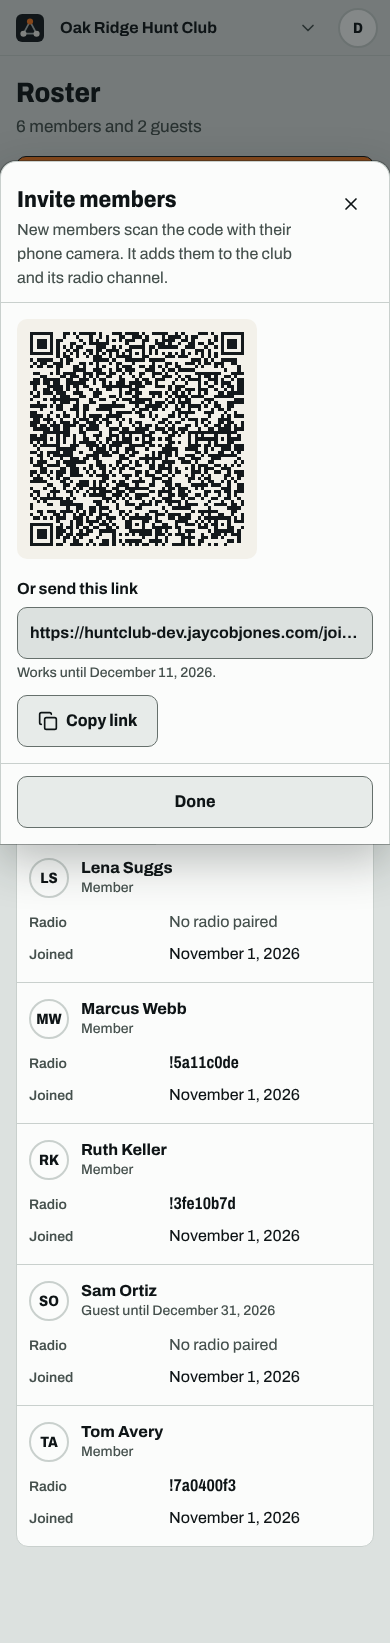 Oak Ridge Hunt Club
D
Roster
6 members and 2 guests
Invite members
New members scan the code with their
phone camera. It adds them to the club
and its radio channel.
Or send this link
https://huntclub-dev.jaycobjones.com/joi...
Works until December 11, 2026.
Copy link
Done
LS
Lena Suggs
Member
Radio
No radio paired
Joined
November 1, 2026
MW
Marcus Webb
Member
Radio
!5a11c0de
Joined
November 1, 2026
RK
Ruth Keller
Member
Radio
!3fe10b7d
Joined
November 1, 2026
SO
Sam Ortiz
Guest until December 31, 2026
Radio
No radio paired
Joined
November 1, 2026
TA
Tom Avery
Member
Radio
!7a0400f3
Joined
November 1, 2026